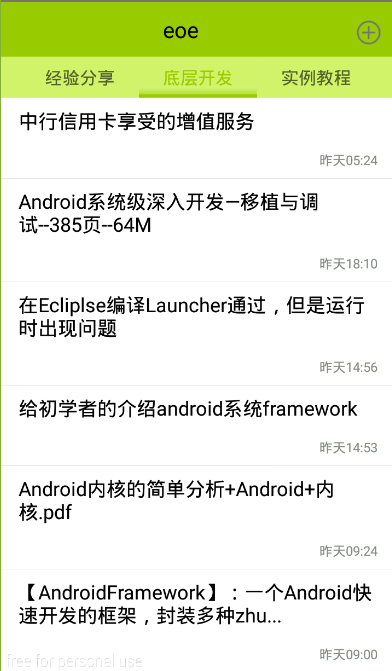 eoe
经验分享 底层开发 实例教程
中行信用卡享受的增值服务
昨天05:24
Android系统级深入开发—移植与调
试--385页--64M
昨天18:10
在Ecliplse编译Launcher通过，但是运行
时出现问题
昨天14:56
给初学者的介绍android系统framework
昨天14:53
Android内核的简单分析+Android+内
核.pdf
昨天09:24
【AndroidFramework】：一个Android快
速开发的框架，封装多种zhu...
昨天09:00
free for personal use